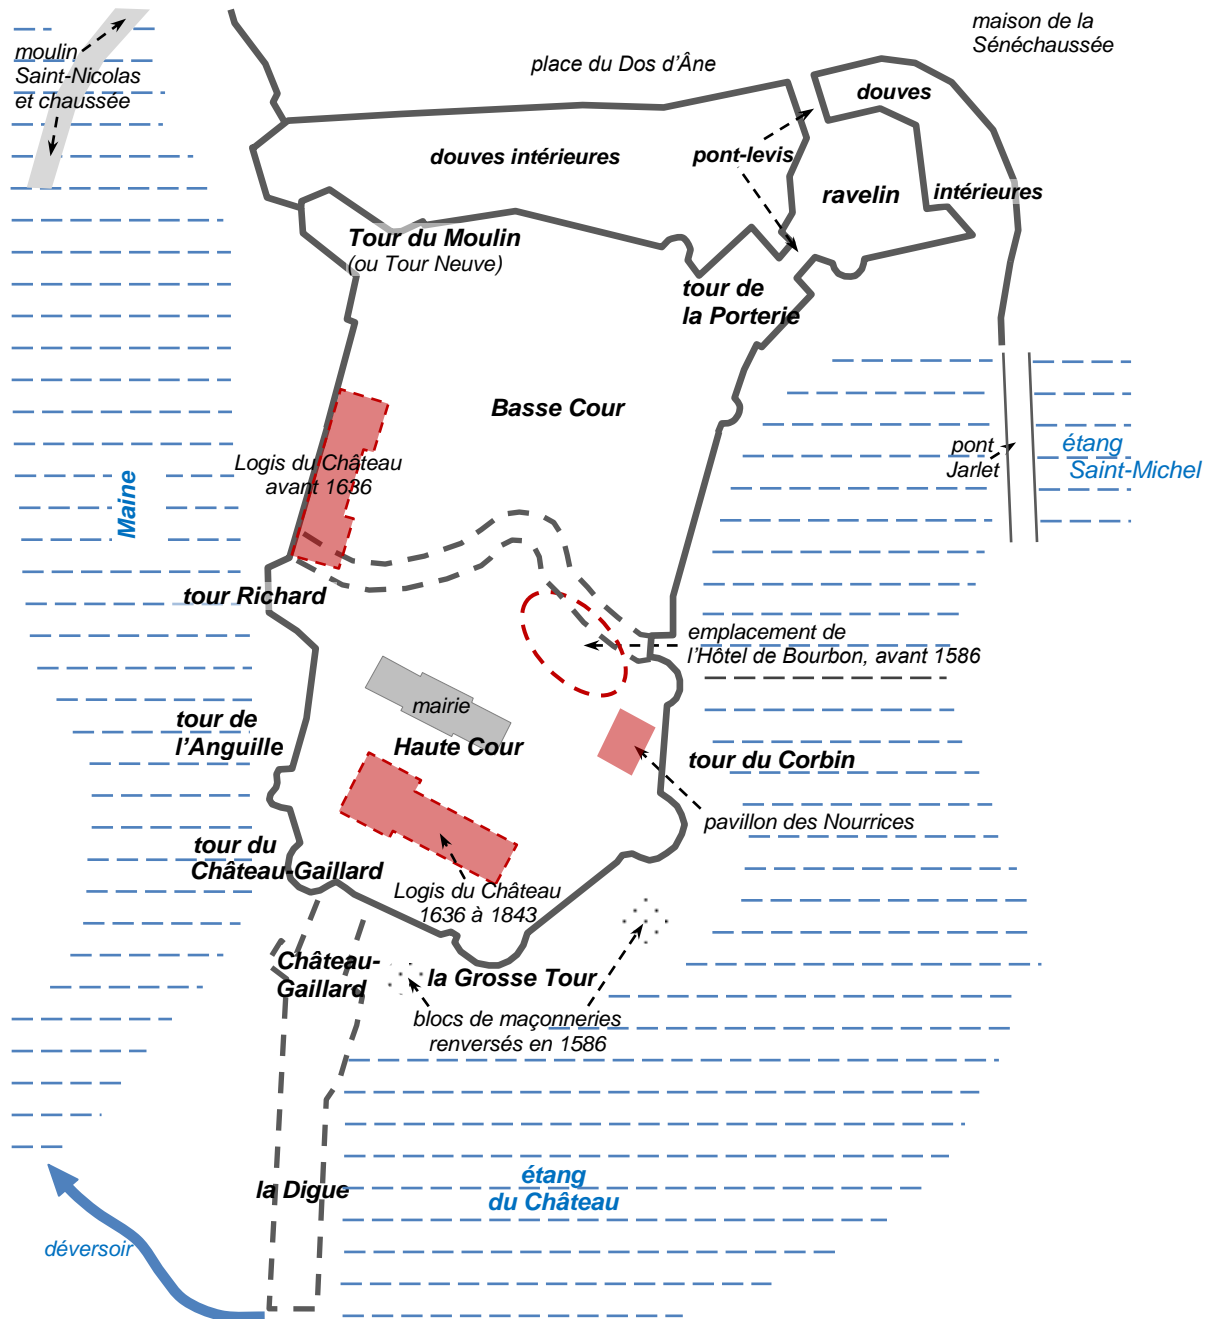 maison de la
Sénéchaussée
moulin
Saint-Nicolas
et chaussée
place du Dos d'Âne
douves
douves intérieures
pont-levis
ravelin
intérieures
Tour du Moulin
(ou Tour Neuve)
tour de
la Porterie
Basse Cour
pont
Jarlet
étang
Saint-Michel
Logis du Château
avant 1636
Maine
tour Richard
emplacement de
l'Hôtel de Bourbon, avant 1586
mairie
tour de
l'Anguille
Haute Cour
tour du Corbin
pavillon des Nourrices
tour du
Château-Gaillard
Logis du Château
1636 à 1843
Château-
Gaillard
la Grosse Tour
blocs de maçonneries
renversés en 1586
la Digue
étang
du Château
déversoir